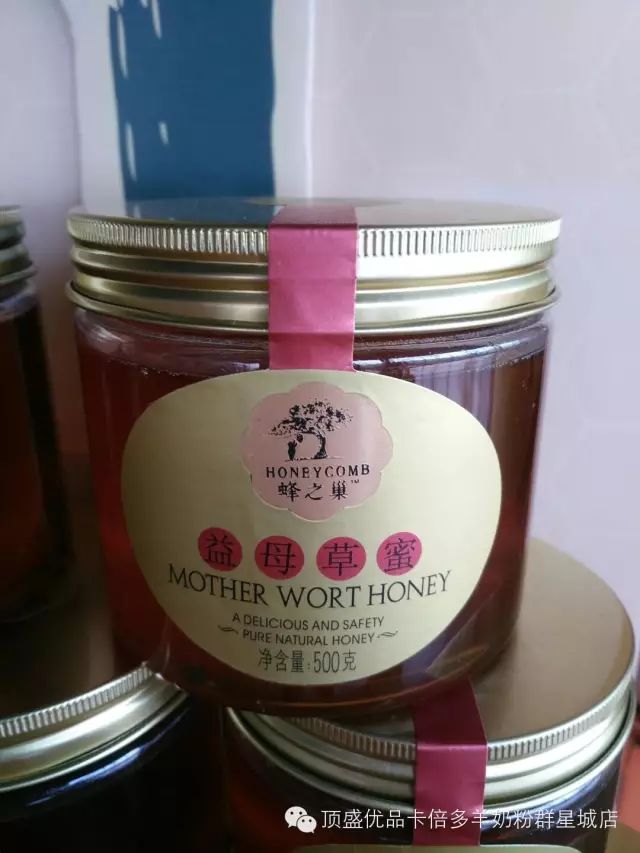 HONEYCOMB
蜂之巢™
益母草蜜
MOTHER WORT HONEY
A DELICIOUS AND SAFETY
PURE NATURAL HONEY
净含量:500克
顶盛优品卡倍多羊奶粉群星城店